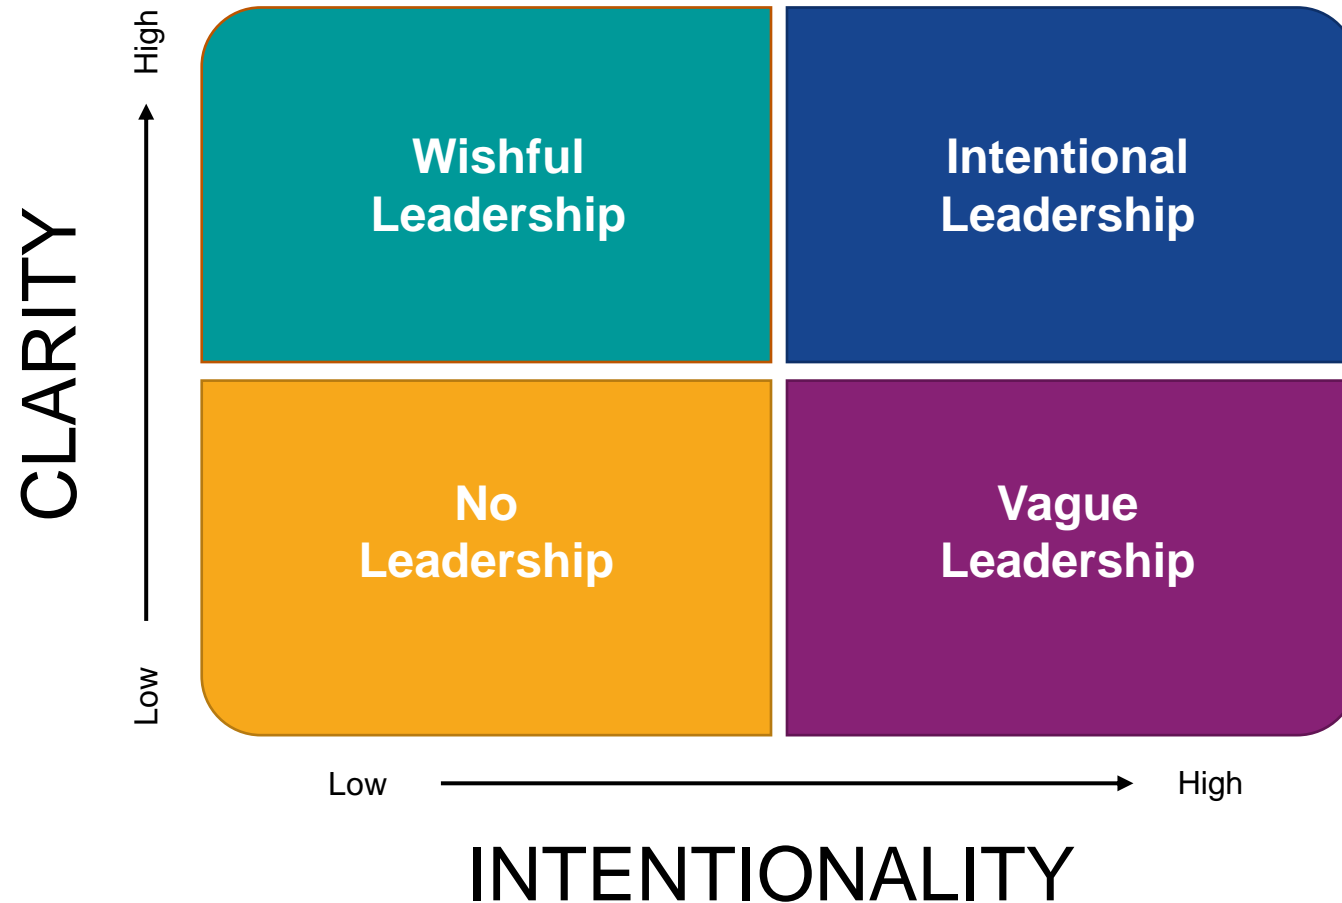 High
CLARITY
Low
Wishful
Leadership
Intentional
Leadership
No
Leadership
Vague
Leadership
Low
High
INTENTIONALITY